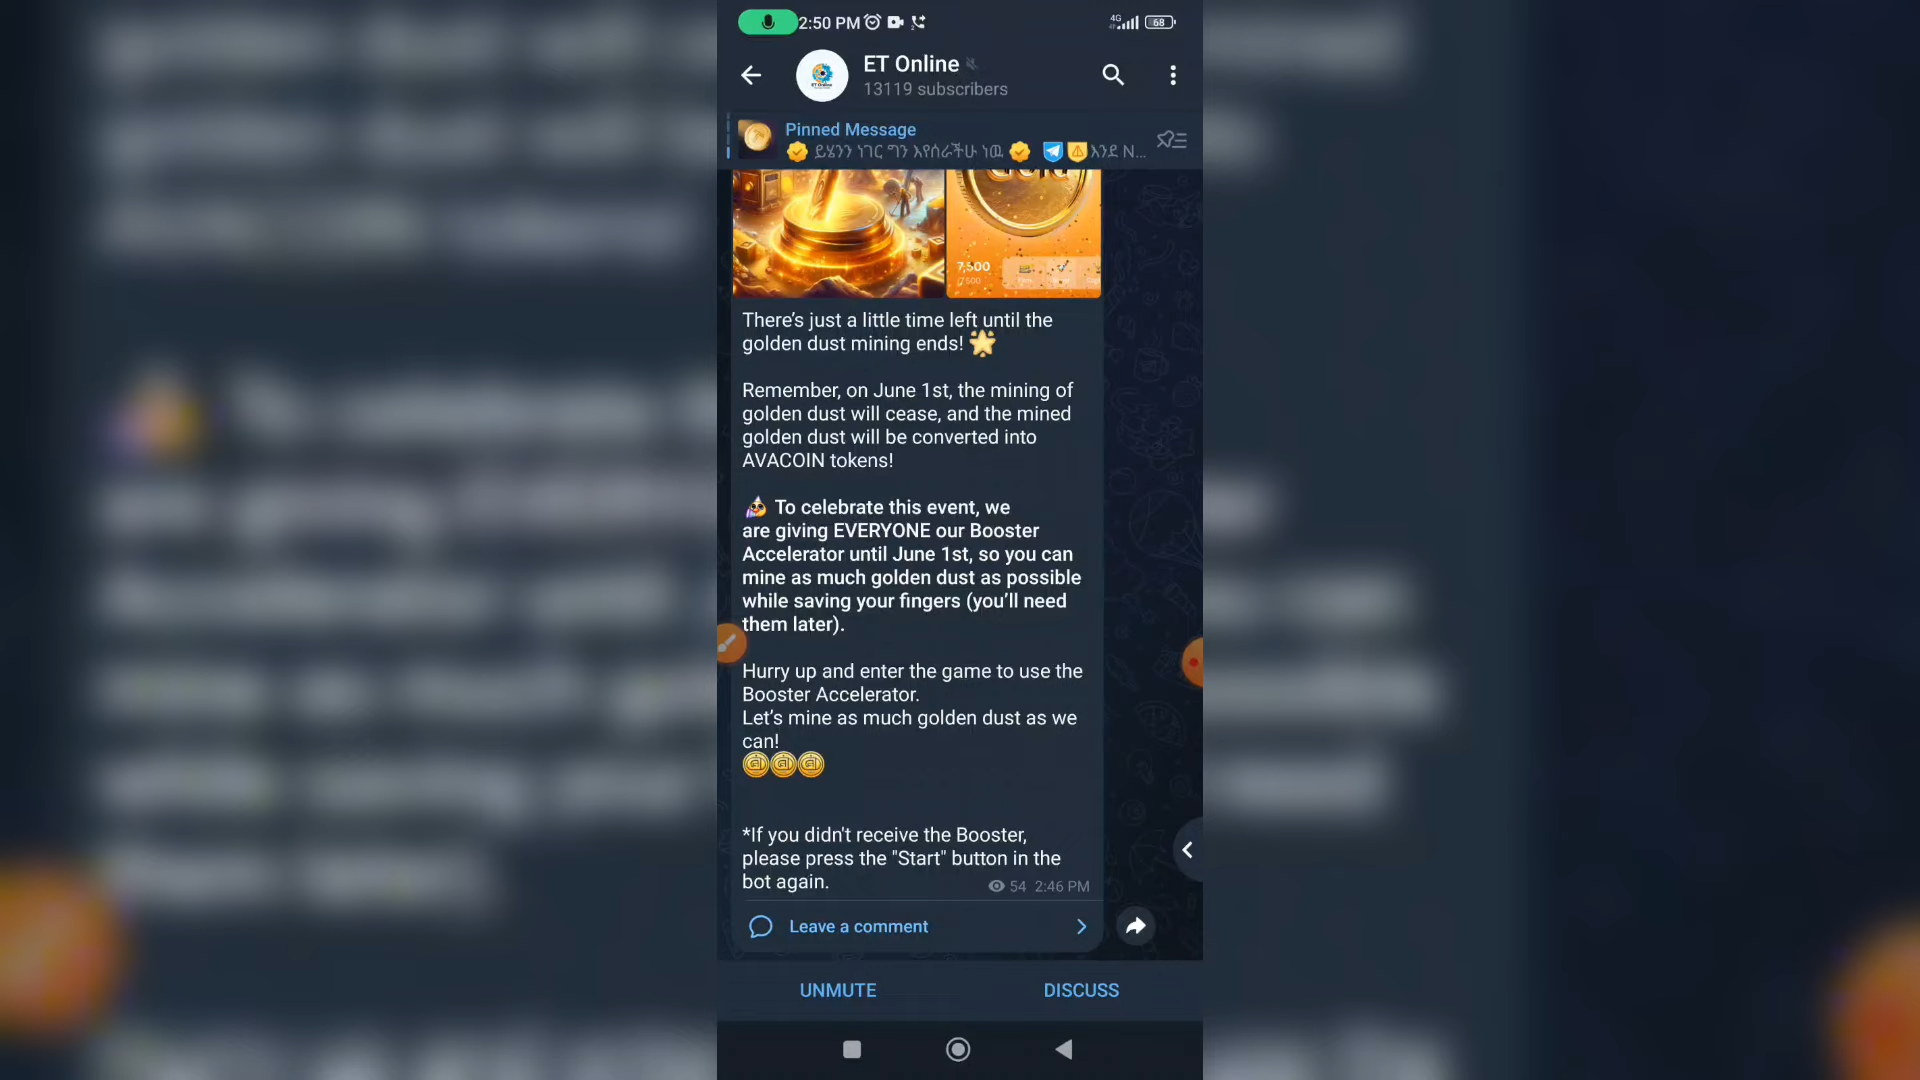 2:50 PM
4G
68
ET Online
13119 subscribers
Pinned Message
ይሄንን ነገር ግን እየሰራችሁ ነዉ እንደ N...
Gold
7,500
There's just a little time left until the
golden dust mining ends!
Remember, on June 1st, the mining of
golden dust will cease, and the mined
golden dust will be converted into
AVACOIN tokens!
To celebrate this event, we
are giving EVERYONE our Booster
Accelerator until June 1st, so you can
mine as much golden dust as possible
while saving your fingers (you'll need
them later).
Hurry up and enter the game to use the
Booster Accelerator.
Let's mine as much golden dust as we
can!
*If you didn't receive the Booster,
please press the "Start" button in the
bot again.
54 2:46 PM
Leave a comment
UNMUTE
DISCUSS